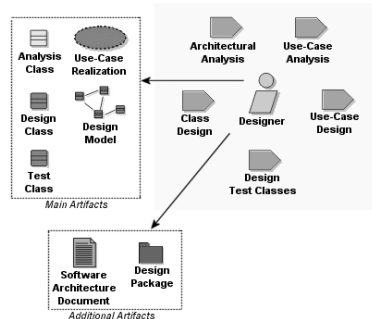 Analysis
Class
Use-Case
Realization
Design
Class
Design
Model
Test
Class
Main Artifacts
Architectural
Analysis
Use-Case
Analysis
Class
Design
Designer
Use-Case
Design
Design
Test Classes
Software
Architecture
Document
Design
Package
Additional Artifacts